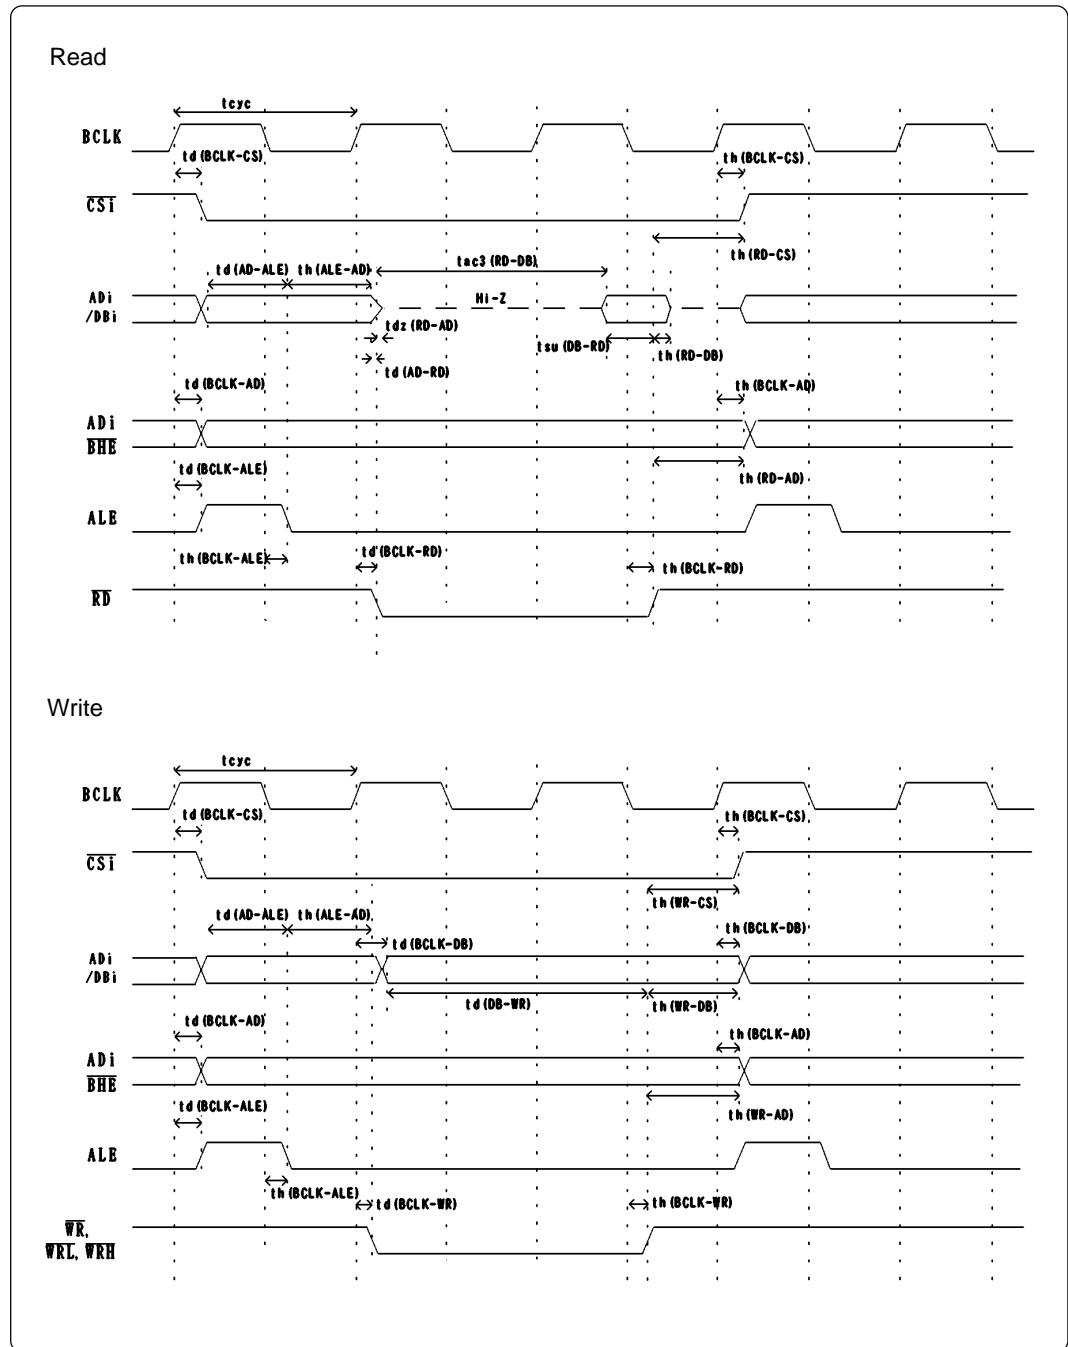 Read
tcyc
BCLK
td(BCLK-CS) th(BCLK-CS)
CSi
th(RD-CS)
td(AD-ALE) th(ALE-AD) tac3(RD-DB)
ADi
/DBi
Hi-Z
tdz(RD-AD)
tsu(DB-RD) th(RD-DB)
td(AD-RD)
td(BCLK-AD) th(BCLK-AD)
ADi
BHE
td(BCLK-ALE) th(RD-AD)
ALE
th(BCLK-ALE) td(BCLK-RD) th(BCLK-RD)
RD
Write
tcyc
BCLK
td(BCLK-CS) th(BCLK-CS)
CSi
th(WR-CS)
td(AD-ALE) th(ALE-AD) td(BCLK-DB) th(BCLK-DB)
ADi
/DBi
td(DB-WR) th(WR-DB)
td(BCLK-AD) th(BCLK-AD)
ADi
BHE
td(BCLK-ALE) th(WR-AD)
ALE
th(BCLK-ALE) td(BCLK-WR) th(BCLK-WR)
WR,
WRL, WRH